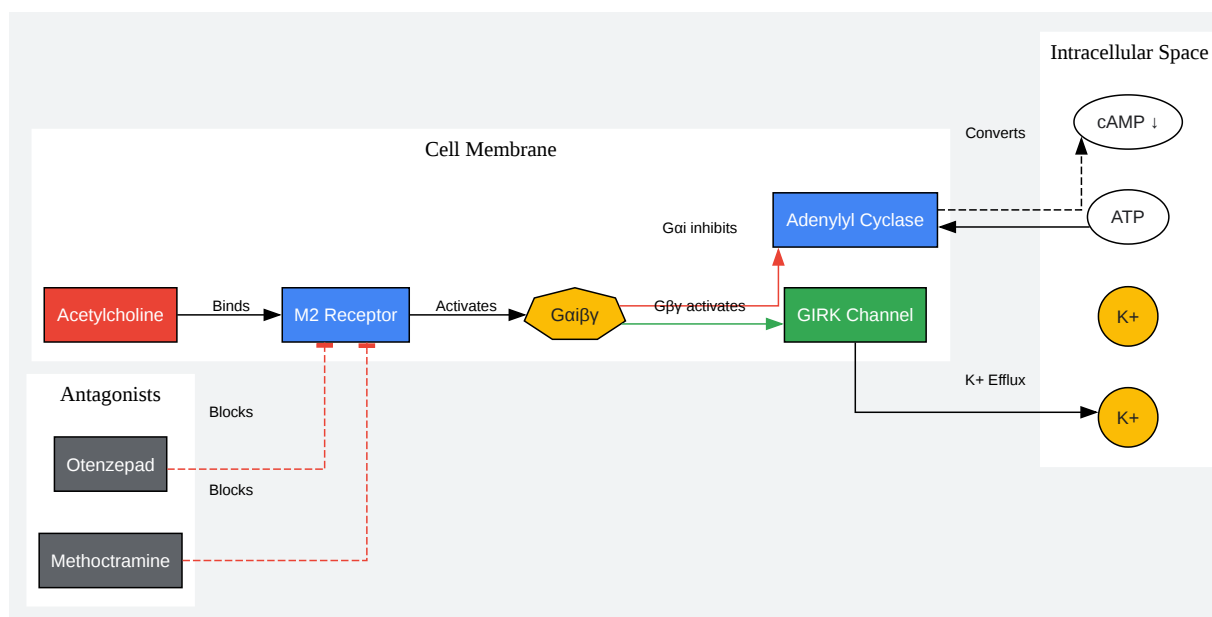 Intracellular Space
cAMP ↓
Converts
Cell Membrane
ATP
Adenylyl Cyclase
Gαi inhibits
Acetylcholine
Binds
M2 Receptor
Activates
Gαiβγ
Gβγ activates
GIRK Channel
K+
K+ Efflux
K+
Antagonists
Blocks
Otenzepad
Blocks
Methoctramine